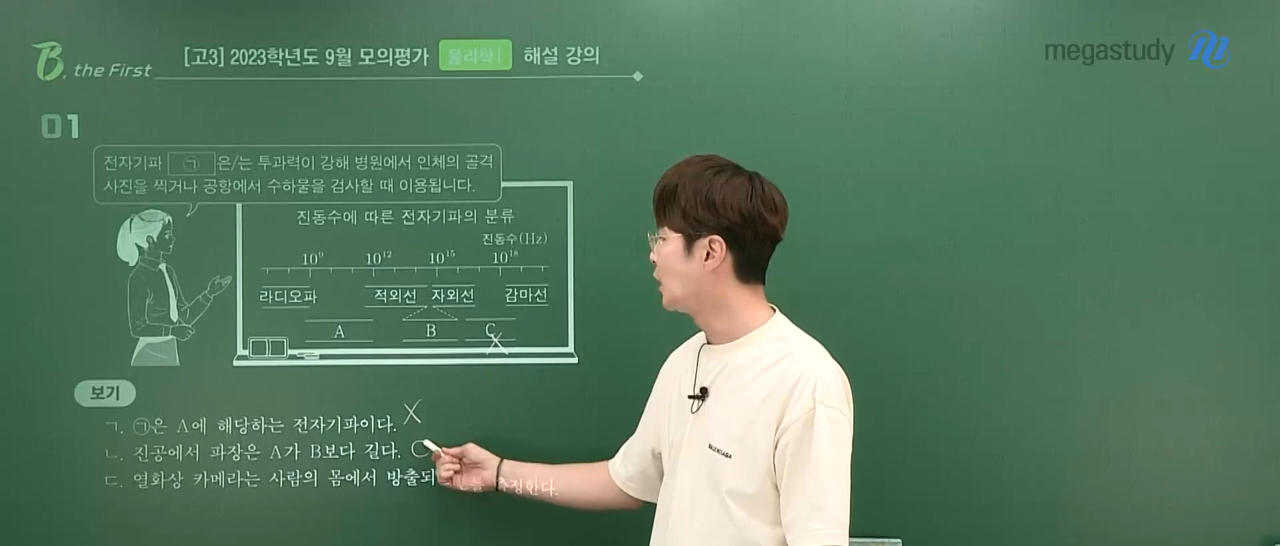 B. the First
[고3] 2023학년도 9월 모의평가 물리학Ⅰ 해설 강의
megastudy
01
전자기파 ㉠ 은/는 투과력이 강해 병원에서 인체의 골격
사진을 찍거나 공항에서 수하물을 검사할 때 이용됩니다.
진동수에 따른 전자기파의 분류
진동수(Hz)
10⁹ 10¹² 10¹⁵ 10¹⁸
라디오파 적외선 자외선 감마선
A B C
X
보기
ㄱ. ㉠은 A에 해당하는 전자기파이다. X
ㄴ. 진공에서 파장은 A가 B보다 길다.
ㄷ. 열화상 카메라는 사람의 몸에서 방출되
측정한다.
BALENCIAGA